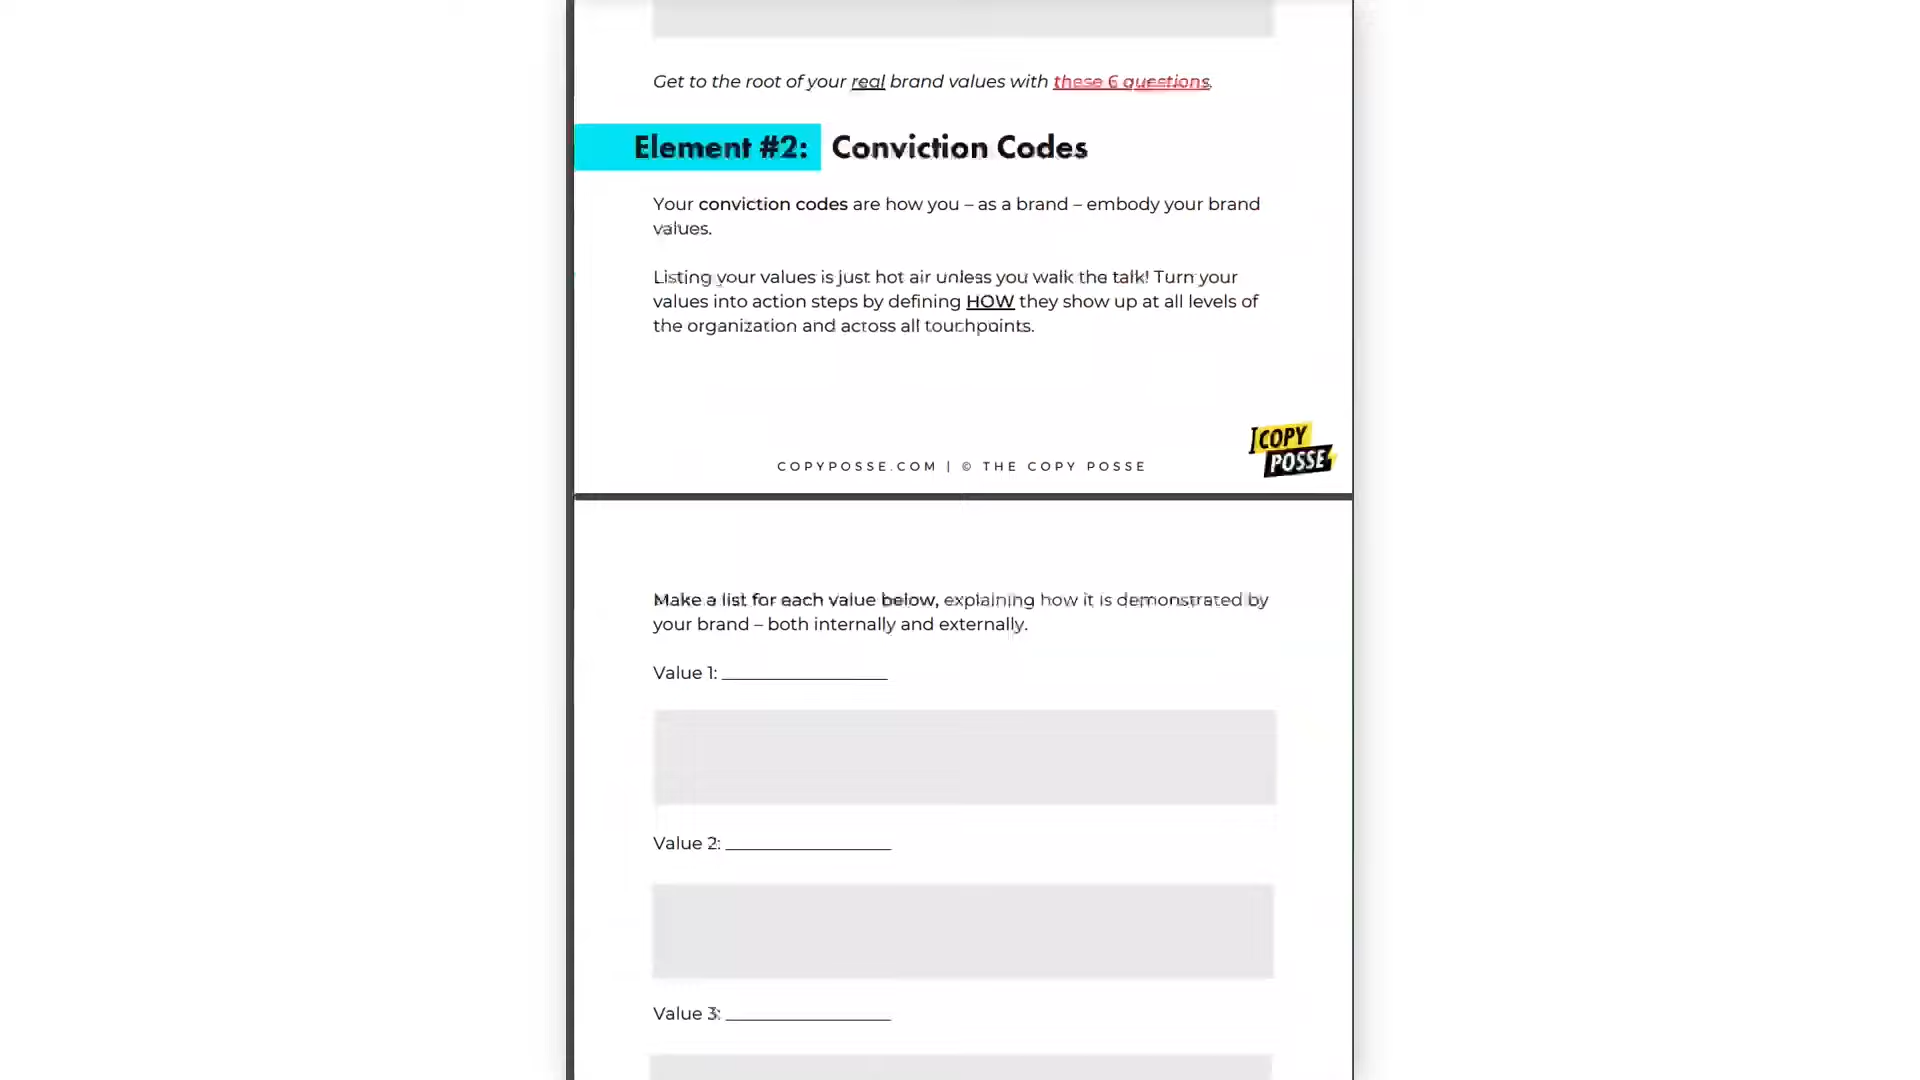 Get to the root of your real brand values with these 6 questions.
Element #2: Conviction Codes
Your conviction codes are how you – as a brand – embody your brand
values.
Listing your values is just hot air unless you walk the talk! Turn your
values into action steps by defining HOW they show up at all levels of
the organization and across all touchpoints.
COPY
POSSE
COPYPOSSE.COM | © THE COPY POSSE
Make a list for each value below, explaining how it is demonstrated by
your brand – both internally and externally.
Value 1: _________________
Value 2: _________________
Value 3: _________________